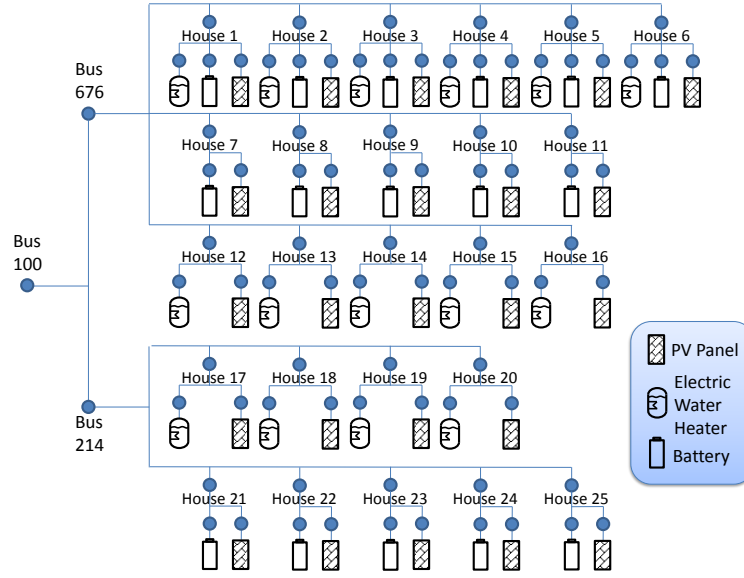 House 1 House 2 House 3 House 4 House 5 House 6
Bus
676
House 7 House 8 House 9 House 10 House 11
Bus
100
House 12 House 13 House 14 House 15 House 16
House 17 House 18 House 19 House 20
Bus
214
House 21 House 22 House 23 House 24 House 25
PV Panel
Electric
Water
Heater
Battery